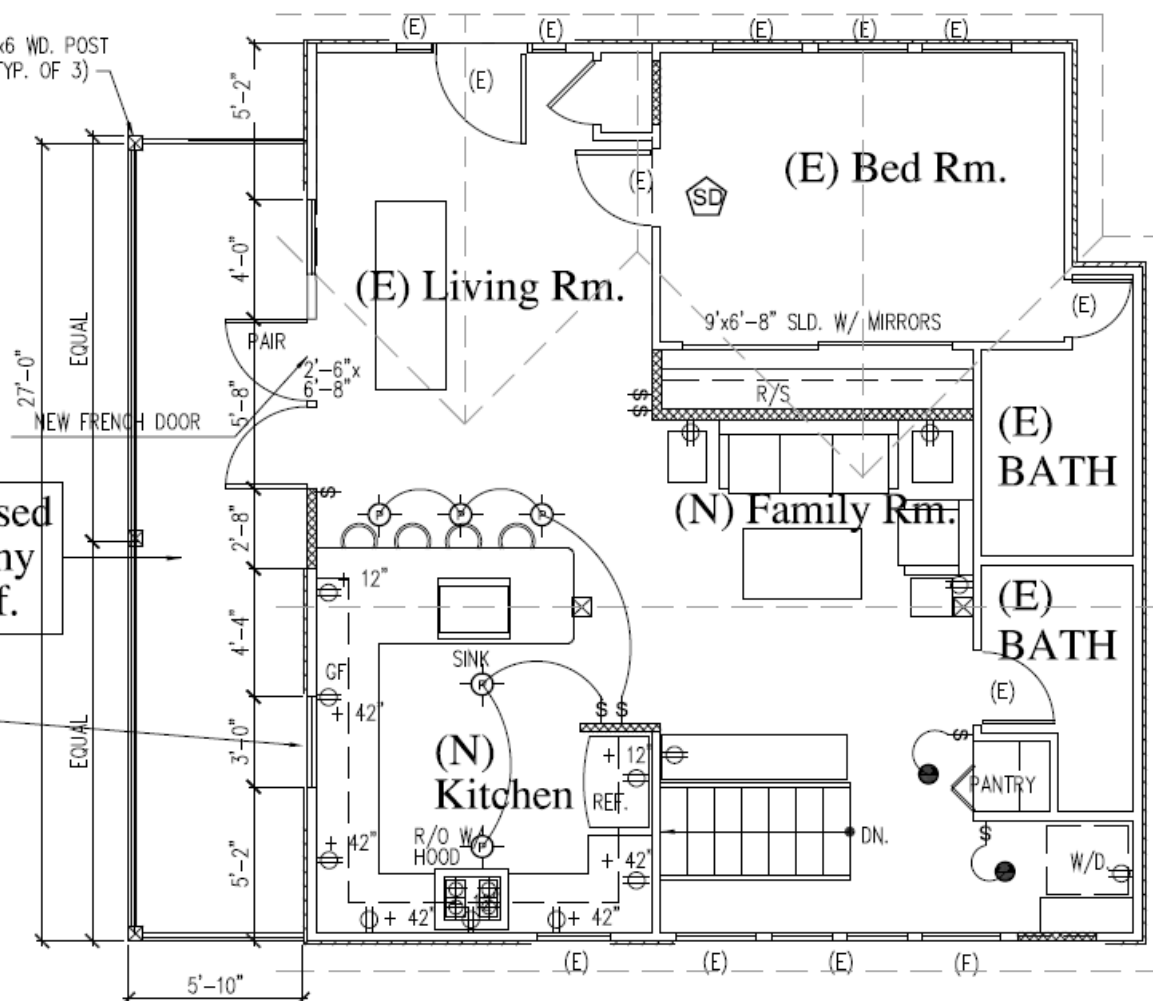 x6 WD. POST
TYP. OF 3)
(E)
(E)
(E)
(E)
(E)
(E)
5'-2"
(E) Bed Rm.
(E)
SD
4'-0"
(E) Living Rm.
(E)
9'x6'-8" SLD. W/ MIRRORS
EQUAL
27'-0"
PAIR
2'-6"x
6'-8"
5'-8"
R/S
$
$
NEW FRENCH DOOR
(E)
BATH
$
sed
ny
f.
P
P
P
(N) Family Rm.
2'-8"
+ 12"
(E)
BATH
4'-4"
SINK
GF
P
(E)
+ 42"
$ $
EQUAL
3'-0"
(N)
Kitchen
+ 12"
REF.
$
PANTRY
R/O W/
HOOD
P
+ 42"
+ 42"
DN.
$
W/D.
5'-2"
+ 42"
+ 42"
(E)
(E)
(E)
(F)
5'-10"